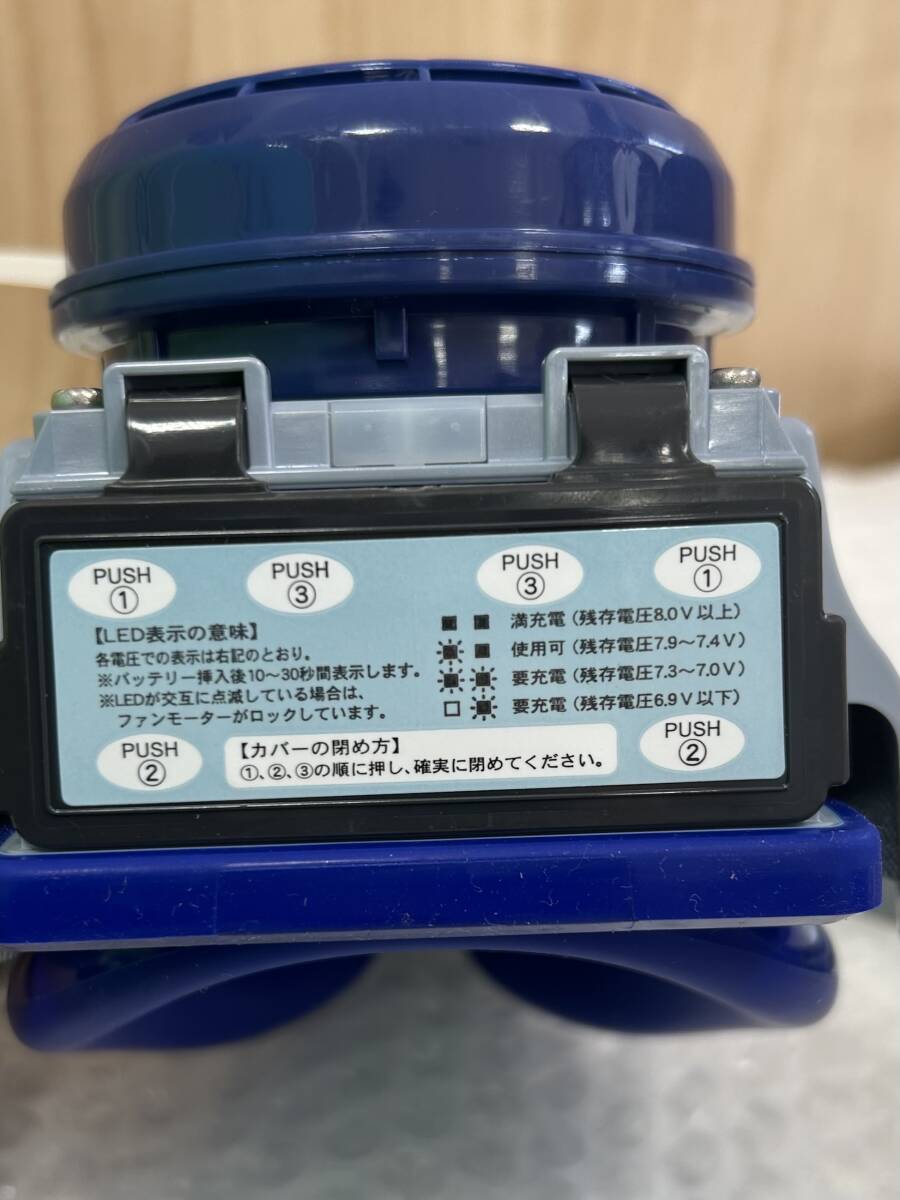 PUSH
①
PUSH
③
PUSH
③
PUSH
①
【LED表示の意味】
各電圧での表示は右記のとおり。
※バッテリー挿入後10〜30秒間表示します。
※LEDが交互に点滅している場合は、
ファンモーターがロックしています。
満充電（残存電圧8.0V以上）
使用可（残存電圧7.9〜7.4V）
要充電（残存電圧7.3〜7.0V）
要充電（残存電圧6.9V以下）
PUSH
②
【カバーの閉め方】
①、②、③の順に押し、確実に閉めてください。
PUSH
②